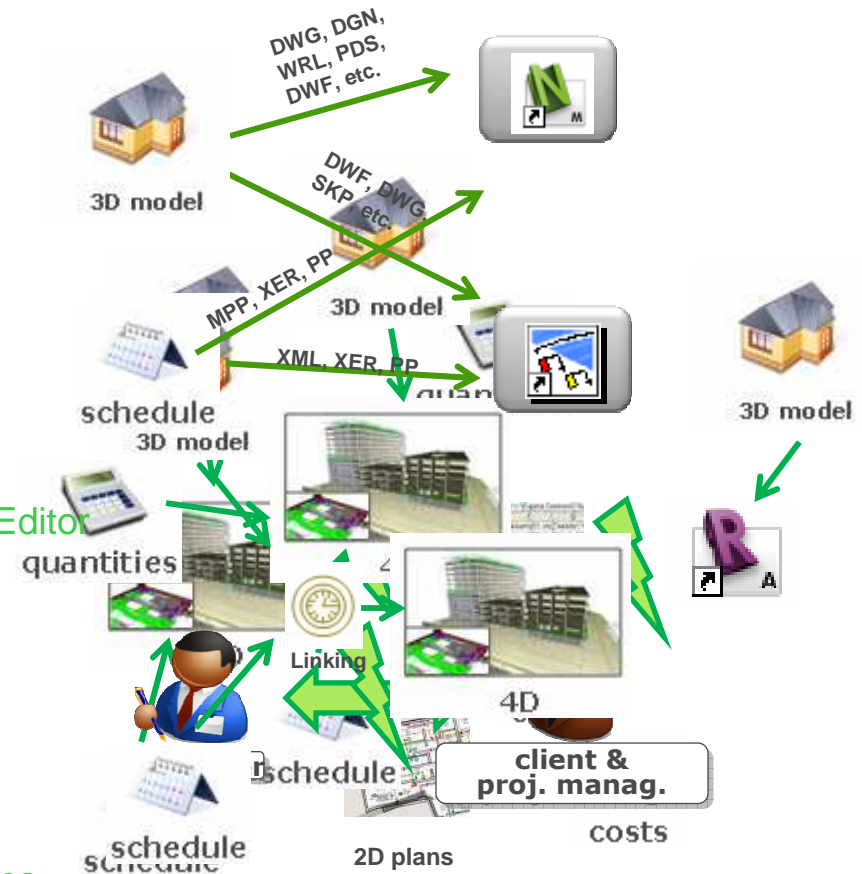 DWG, DGN,
WRL, PDS,
DWF, etc.
N
M
3D model
DWF, DWG,
SKP, etc.
MPP, XER, PP
3D model
XML, XER, PP
schedule
3D model
3D model
Editor
quantities
R
A
Linking
4D
schedule
client &
proj. manag.
costs
schedule
2D plans